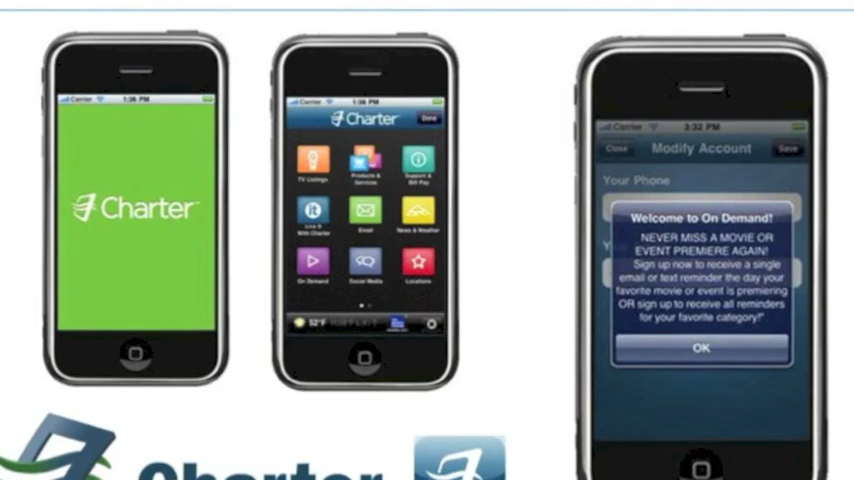 Carrier 1:36 PM
Charter
Carrier 1:36 PM
Charter Done
TV Listings Products & Services Support & Bill Pay
Live It With Charter Email News & Weather
On Demand Social Media Locations
52°F
Carrier 3:32 PM
Close Modify Account Save
Your Phone
Welcome to On Demand!
NEVER MISS A MOVIE OR
EVENT PREMIERE AGAIN!
Sign up now to receive a single
email or text reminder the day your
favorite movie or event is premiering
OR sign up to receive all reminders
for your favorite category!"
OK
Charter